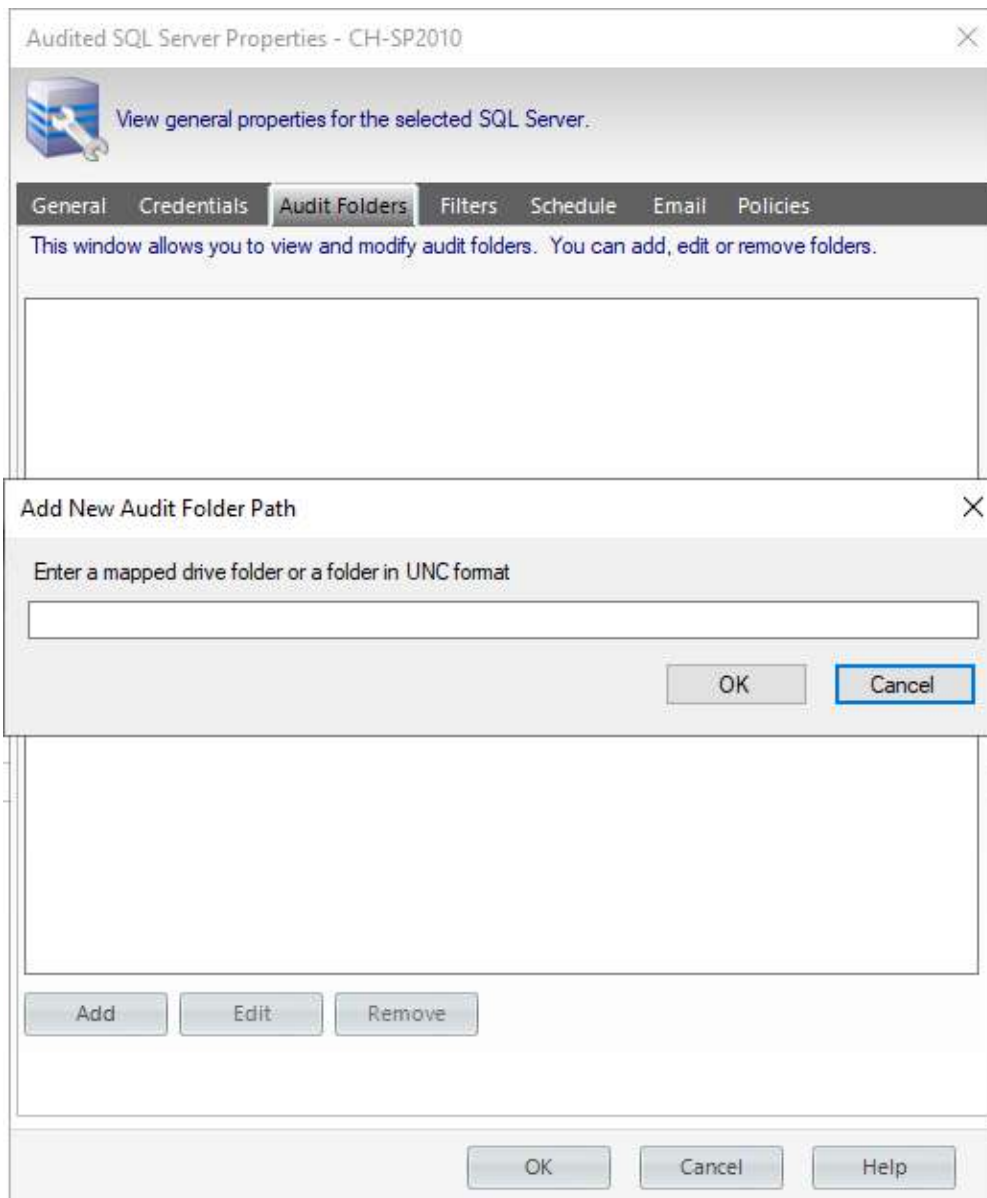 Audited SQL Server Properties - CH-SP2010
View general properties for the selected SQL Server.
General Credentials Audit Folders Filters Schedule Email Policies
This window allows you to view and modify audit folders. You can add, edit or remove folders.
Add New Audit Folder Path
Enter a mapped drive folder or a folder in UNC format
OK Cancel
Add Edit Remove
OK Cancel Help